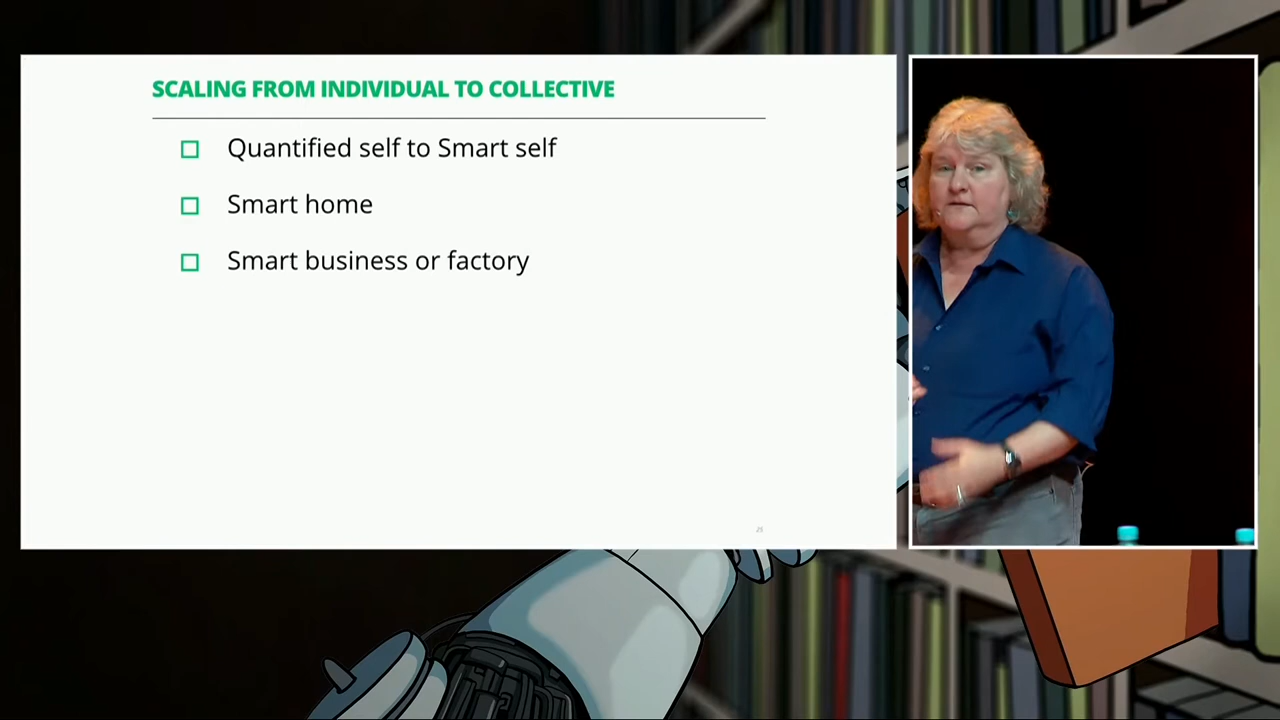 SCALING FROM INDIVIDUAL TO COLLECTIVE
Quantified self to Smart self
Smart home
Smart business or factory